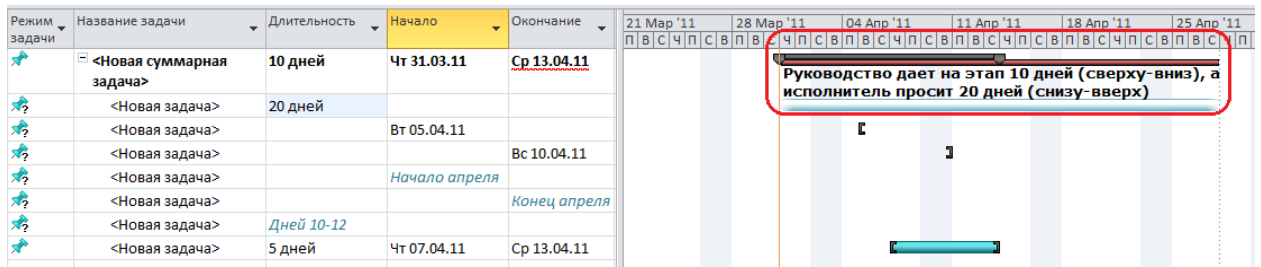 Режим задачи Название задачи Длительность Начало Окончание
21 Мар '11 28 Мар '11 04 Апр '11 11 Апр '11 18 Апр '11 25 Апр '11
П В С Ч П С В П В С Ч П С В П В С Ч П С В П В С Ч П С В П В С Ч П С В П В С Ч П
<Новая суммарная задача> 10 дней Чт 31.03.11 Ср 13.04.11
Руководство дает на этап 10 дней (сверху-вниз), а
исполнитель просит 20 дней (снизу-вверх)
<Новая задача> 20 дней
<Новая задача> Вт 05.04.11
<Новая задача> Вс 10.04.11
<Новая задача> Начало апреля
<Новая задача> Конец апреля
<Новая задача> Дней 10-12
<Новая задача> 5 дней Чт 07.04.11 Ср 13.04.11